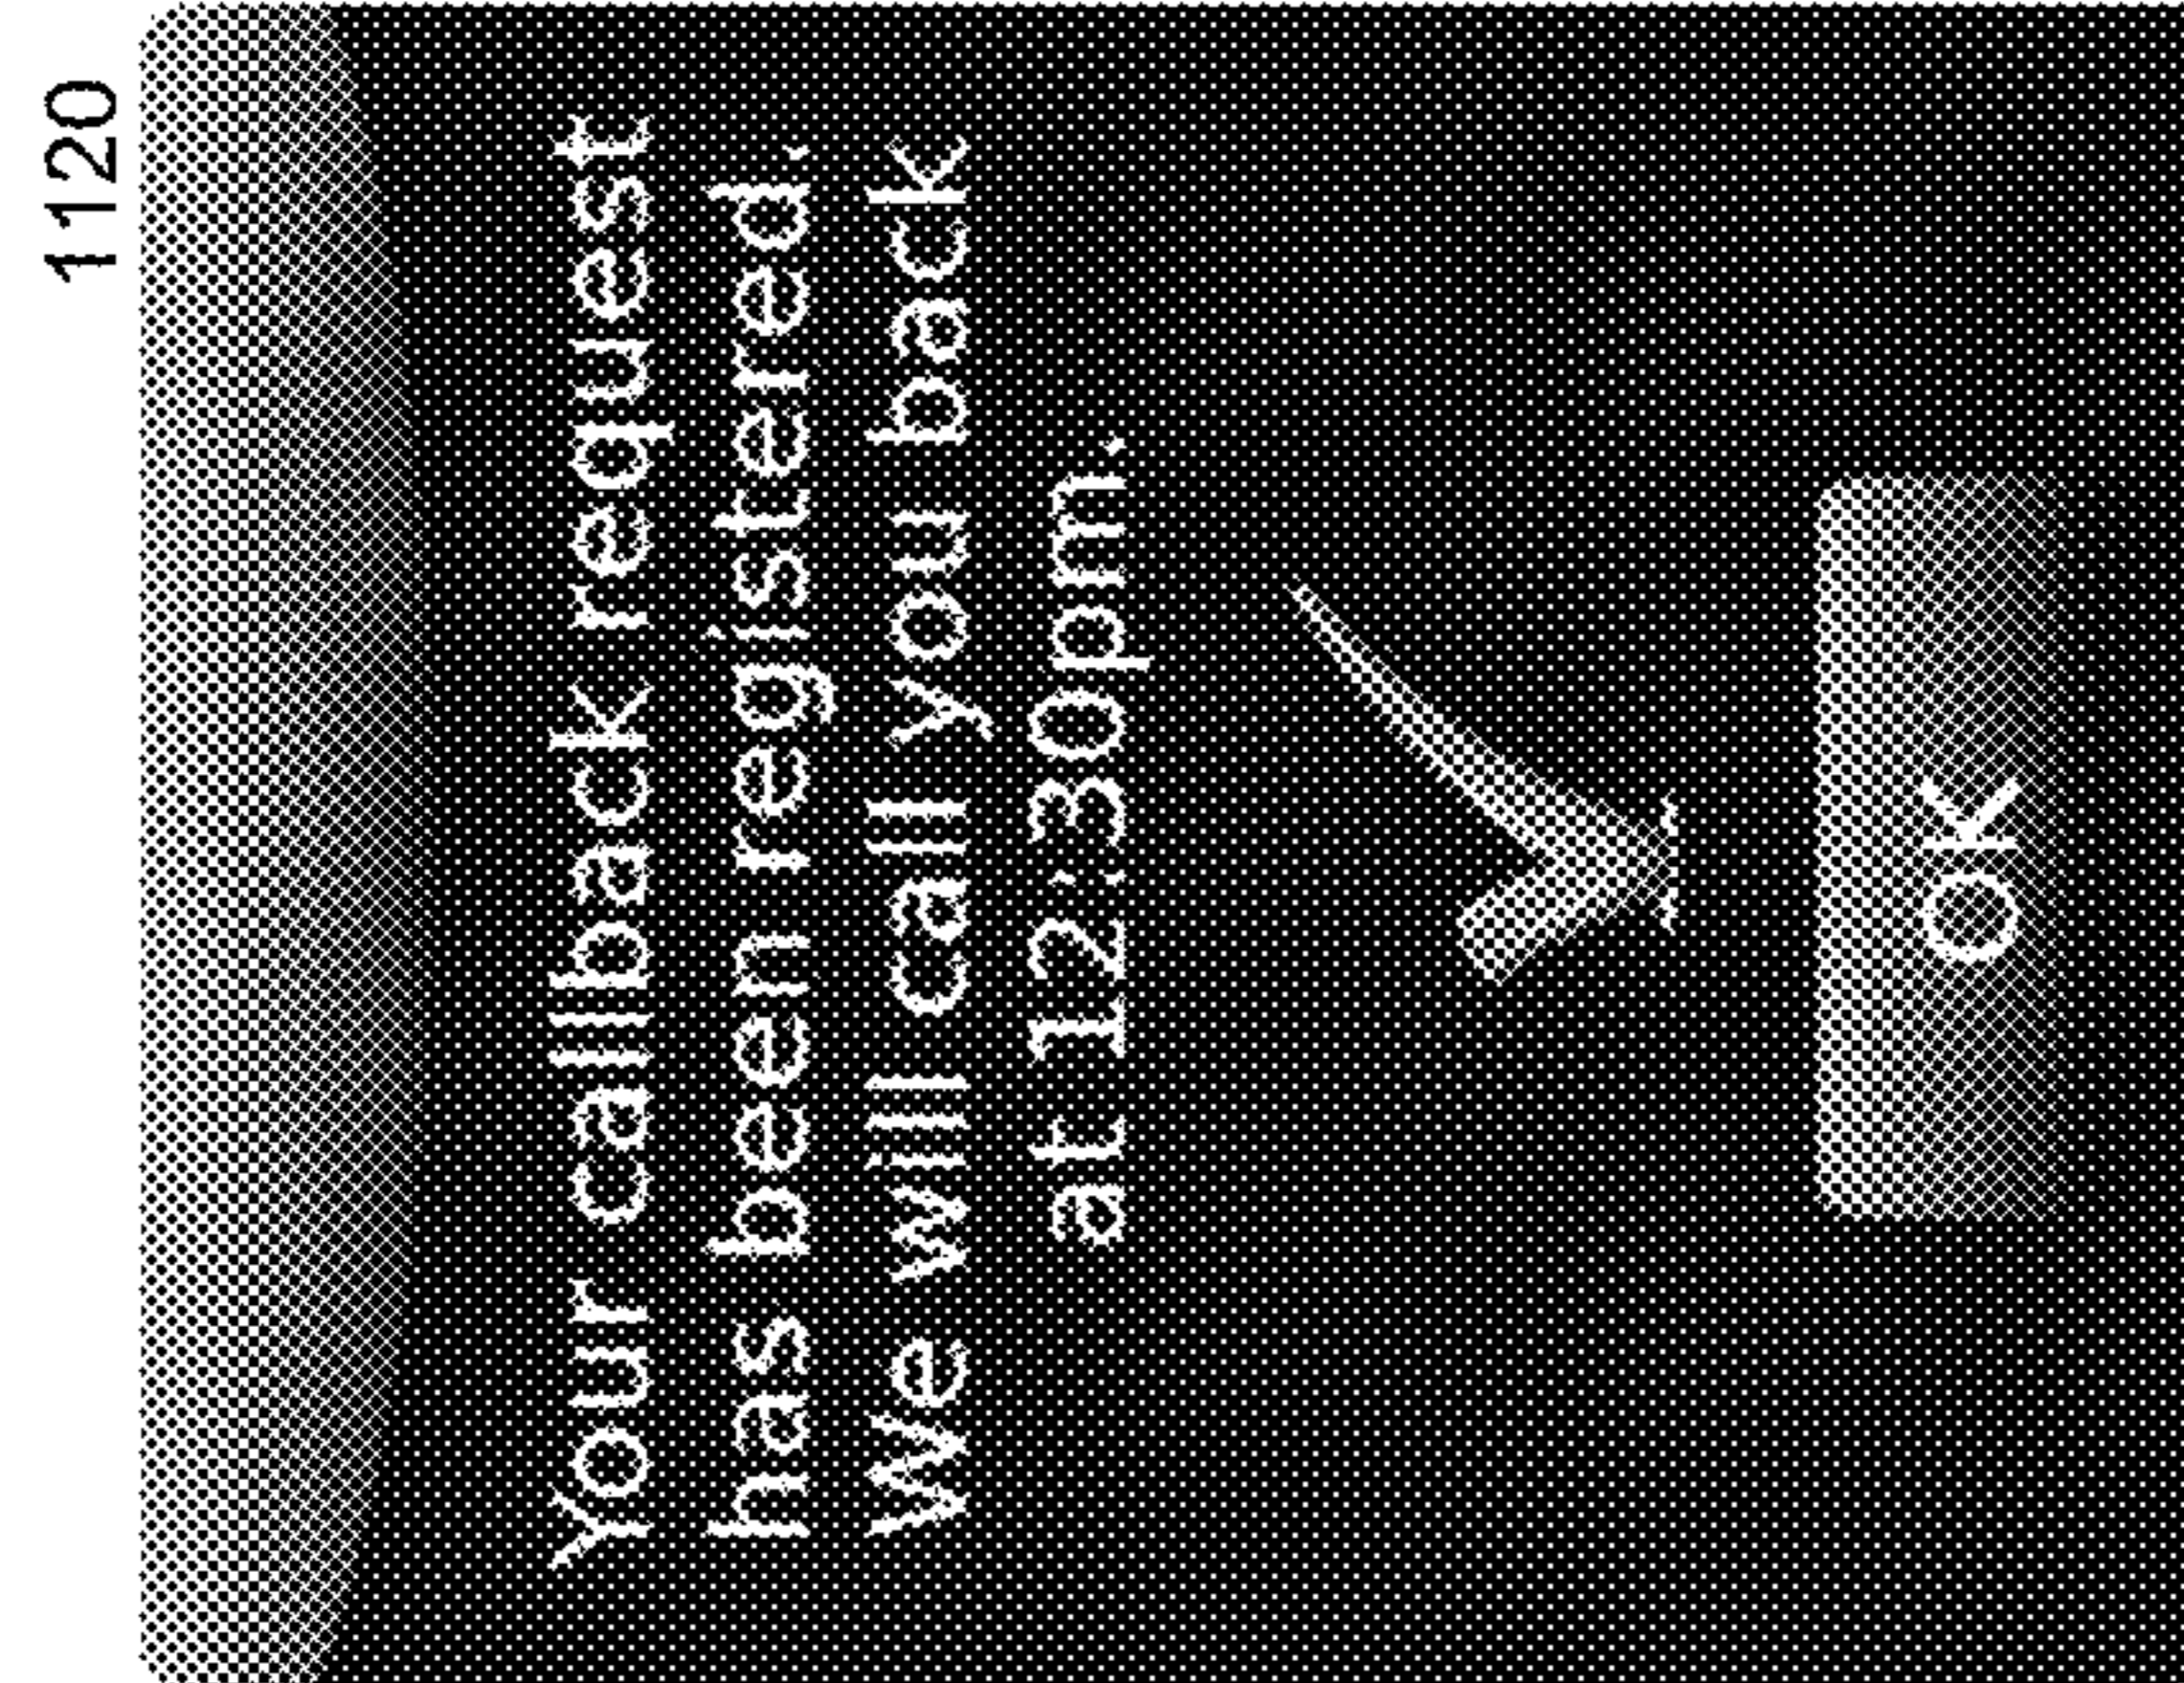 1120
Your callback request
has been registered.
We will call you back
at 12:30pm.
OK